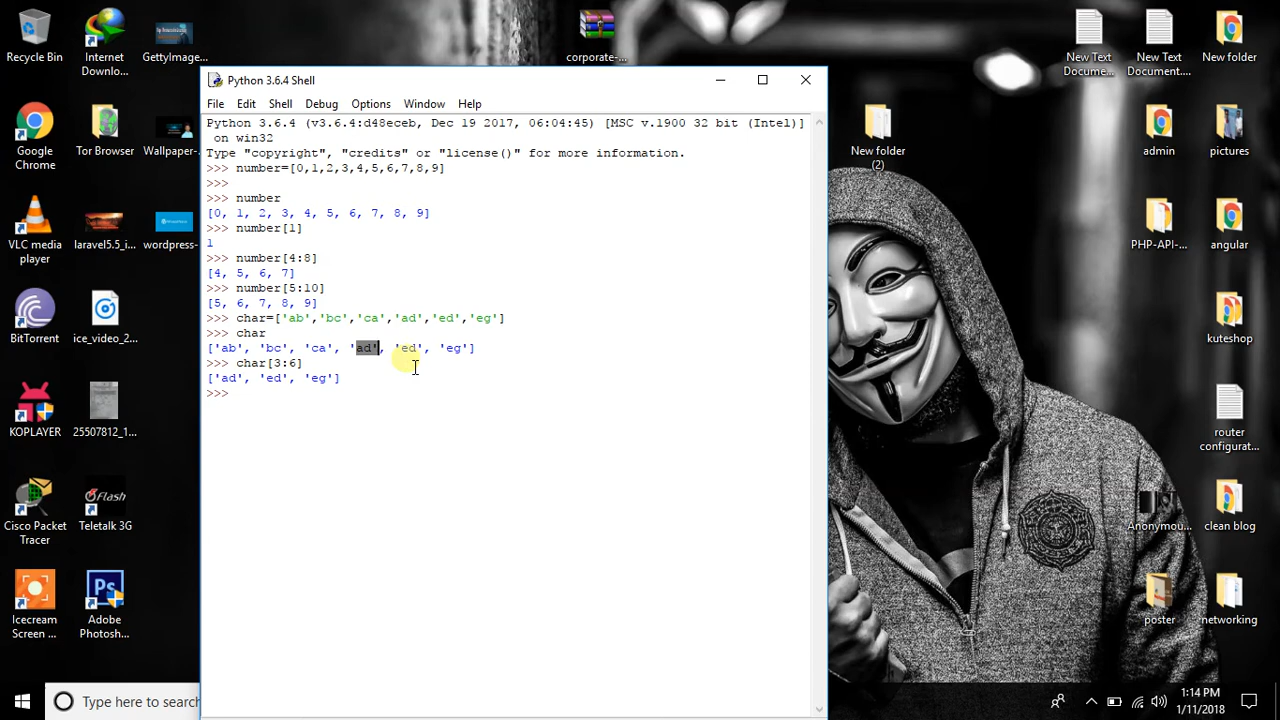 Recycle Bin
Internet
Downlo...
GettyImage...
corporate-...
New Text
Docume...
New Text
Document....
New folder
Google
Chrome
Tor Browser
Wallpaper-...
New folder
(2)
admin
pictures
VLC media
player
laravel5.5_i...
wordpress-...
PHP-API-...
angular
BitTorrent
ice_video_2...
kuteshop
KOPLAYER
25507812_1...
router
configurat...
Cisco Packet
Tracer
Flash
Teletalk 3G
Anonymou...
clean blog
Icecream
Screen ...
Ps
Adobe
Photosh...
poster
networking
Python 3.6.4 Shell
File Edit Shell Debug Options Window Help
Python 3.6.4 (v3.6.4:d48eceb, Dec 19 2017, 06:04:45) [MSC v.1900 32 bit (Intel)]
on win32
Type "copyright", "credits" or "license()" for more information.
>>> number=[0,1,2,3,4,5,6,7,8,9]
>>>
>>> number
[0, 1, 2, 3, 4, 5, 6, 7, 8, 9]
>>> number[1]
1
>>> number[4:8]
[4, 5, 6, 7]
>>> number[5:10]
[5, 6, 7, 8, 9]
>>> char=['ab','bc','ca','ad','ed','eg']
>>> char
['ab', 'bc', 'ca', 'ad', 'ed', 'eg']
>>> char[3:6]
['ad', 'ed', 'eg']
>>>
Type here to search
1:14 PM
1/11/2018